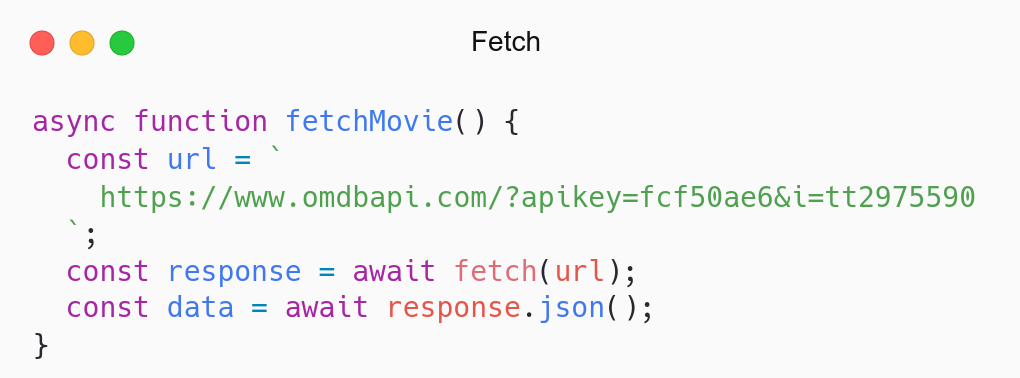 Fetch
async function fetchMovie() {
  const url = `
    https://www.omdbapi.com/?apikey=fcf50ae6&i=tt2975590
  `;
  const response = await fetch(url);
  const data = await response.json();
}